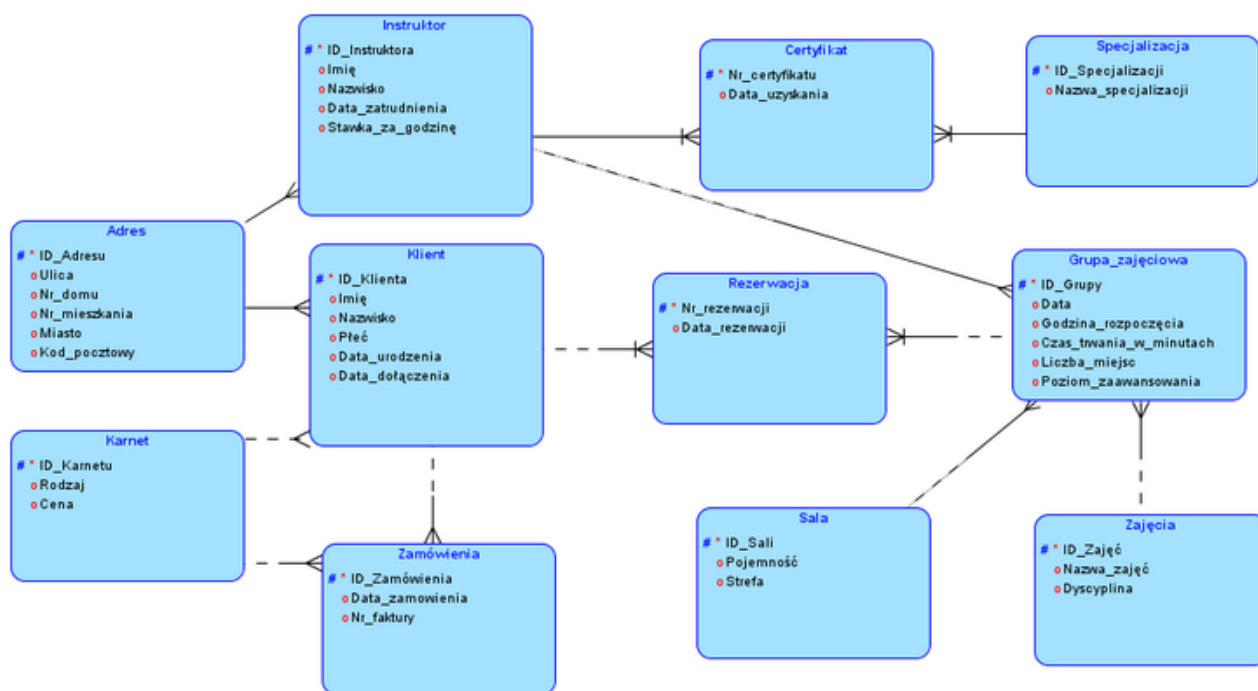 Instruktor
# * ID_Instruktora
o Imię
o Nazwisko
o Data_zatrudnienia
o Stawka_za_godzinę
Certyfikat
# * Nr_certyfikatu
o Data_uzyskania
Specjalizacja
# * ID_Specjalizacji
o Nazwa_specjalizacji
Adres
# * ID_Adresu
o Ulica
o Nr_domu
o Nr_mieszkania
o Miasto
o Kod_pocztowy
Klient
# * ID_Klienta
o Imię
o Nazwisko
o Płeć
o Data_urodzenia
o Data_dołączenia
Rezerwacja
# * Nr_rezerwacji
o Data_rezerwacji
Grupa_zajęciowa
# * ID_Grupy
o Data
o Godzina_rozpoczęcia
o Czas_trwania_w_minutach
o Liczba_miejsc
o Poziom_zaawansowania
Karnet
# * ID_Karnetu
o Rodzaj
o Cena
Zamówienia
# * ID_Zamówienia
o Data_zamowienia
o Nr_faktury
Sala
# * ID_Sali
o Pojemność
o Strefa
Zajęcia
# * ID_Zajęć
o Nazwa_zajęć
o Dyscyplina